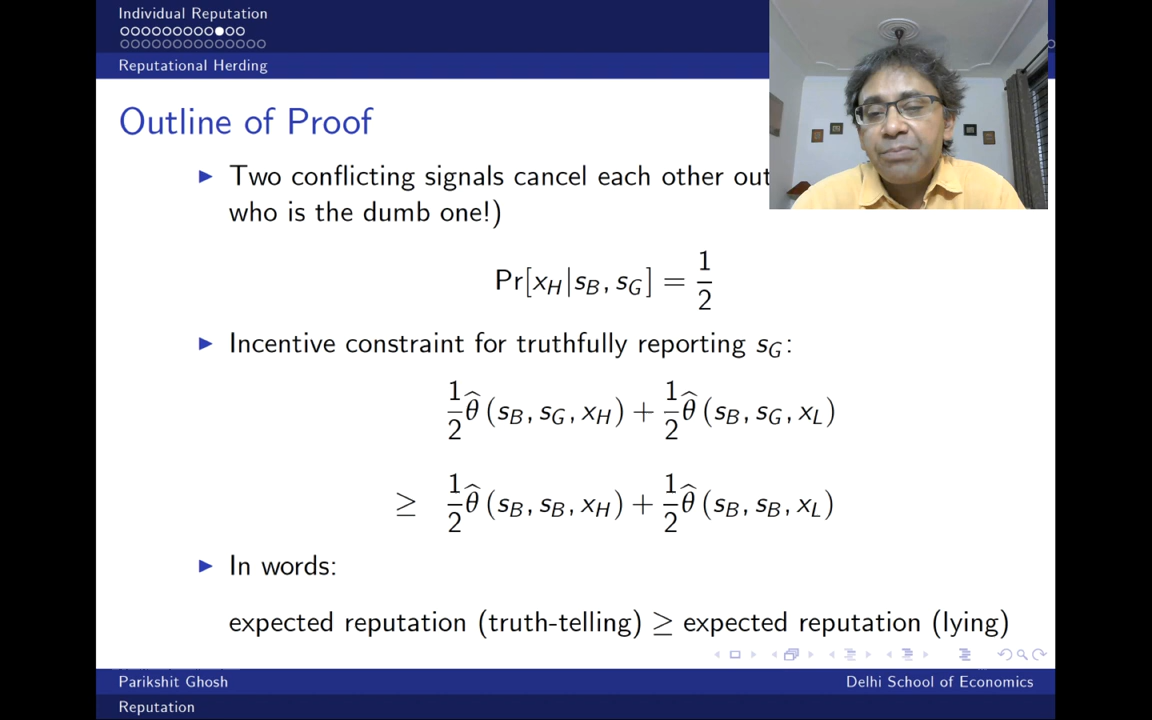 Individual Reputation
Reputational Herding
Outline of Proof
Two conflicting signals cancel each other out
who is the dumb one!)
Pr[x_H|s_B, s_G] = 1/2
Incentive constraint for truthfully reporting s_G:
1/2 θ̂ (s_B, s_G, x_H) + 1/2 θ̂ (s_B, s_G, x_L)
≥ 1/2 θ̂ (s_B, s_B, x_H) + 1/2 θ̂ (s_B, s_B, x_L)
In words:
expected reputation (truth-telling) ≥ expected reputation (lying)
Parikshit Ghosh
Delhi School of Economics
Reputation